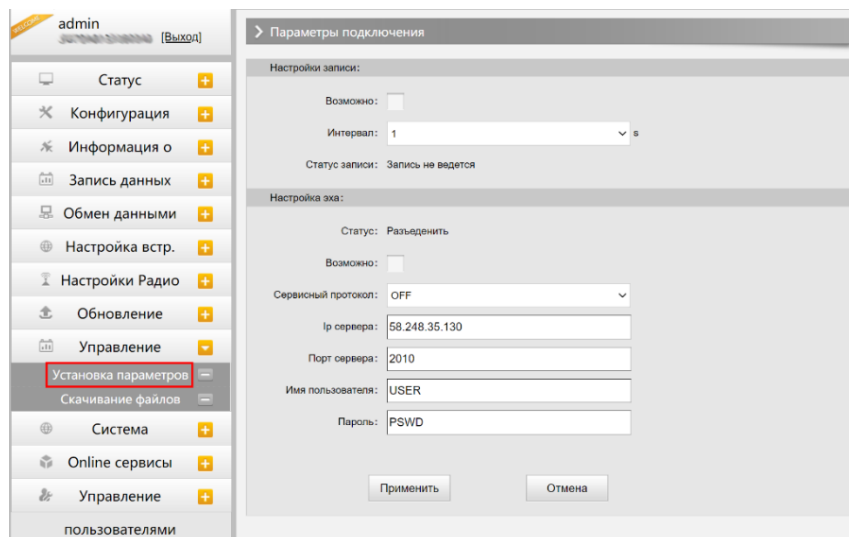 WELCOME
admin
[Выход]
Статус
Конфигурация
Информация о
Запись данных
Обмен данными
Настройка встр.
Настройки Радио
Обновление
Управление
Установка параметров
Скачивание файлов
Система
Online сервисы
Управление
пользователями
Параметры подключения
Настройки записи:
Возможно:
Интервал: 1 s
Статус записи: Запись не ведется
Настройка эха:
Статус: Разъеденить
Возможно:
Сервисный протокол: OFF
Ip сервера: 58.248.35.130
Порт сервера: 2010
Имя пользователя: USER
Пароль: PSWD
Применить Отмена